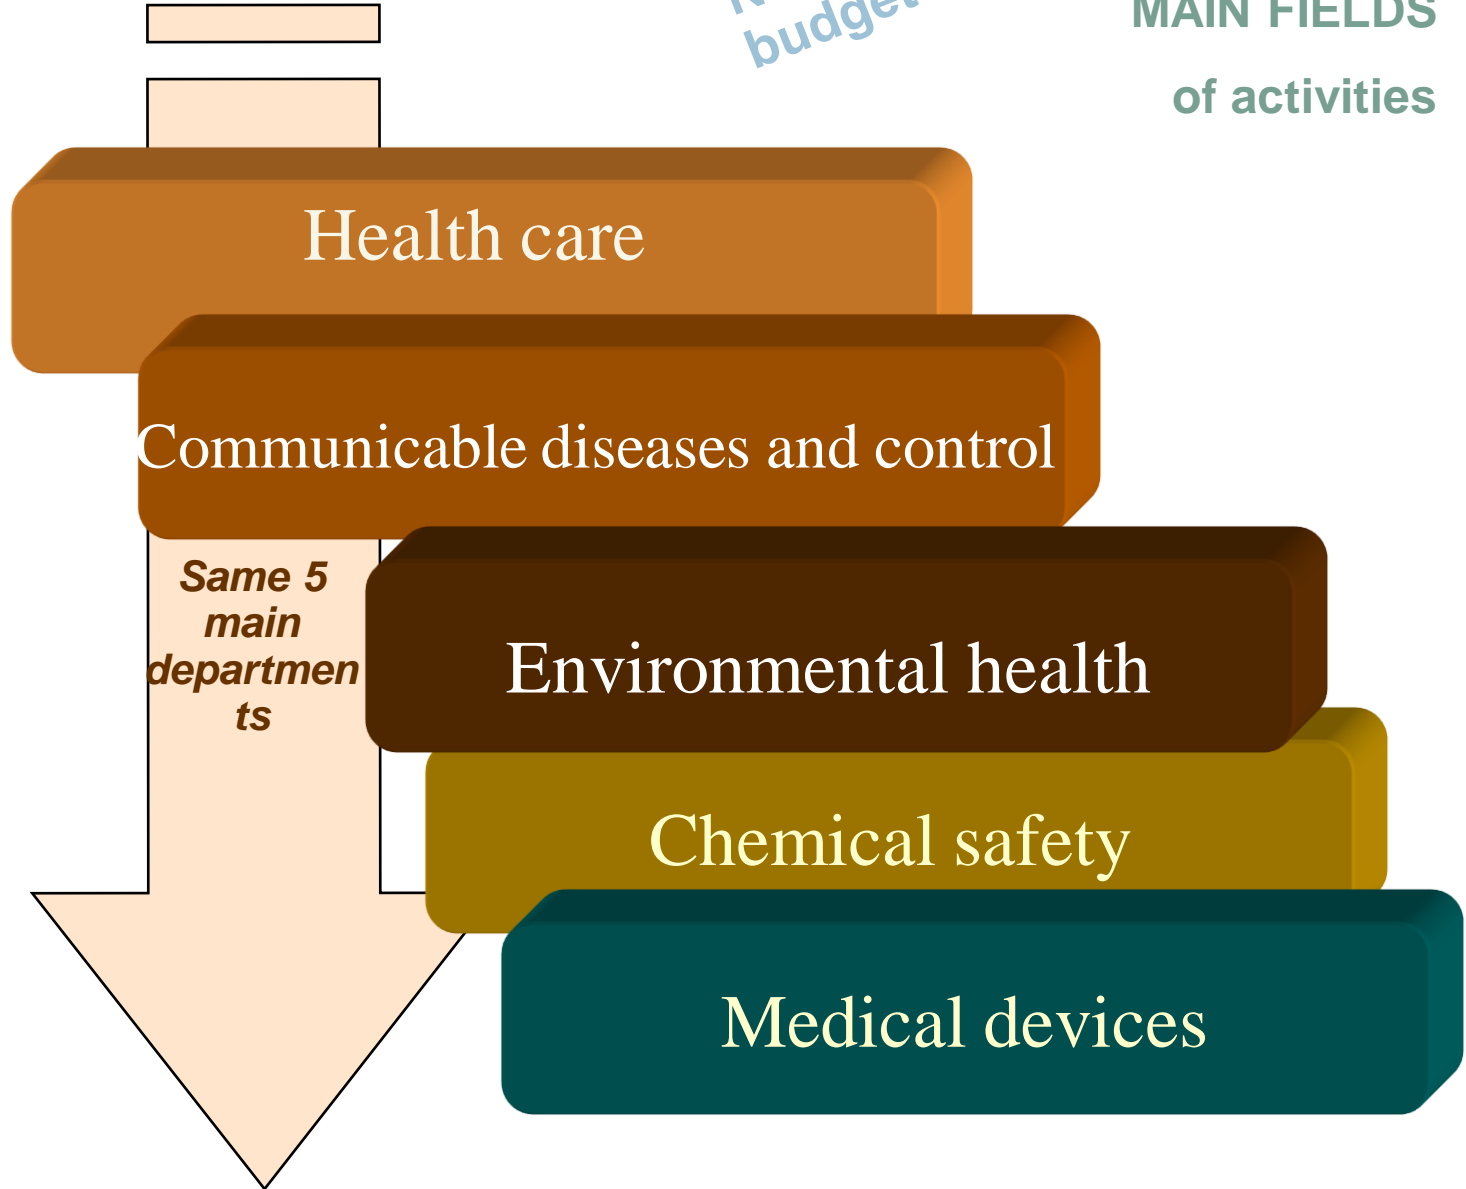 budget
MAIN FIELDS
of activities
Health care
Communicable diseases and control
Same 5
main
departmen
ts
Environmental health
Chemical safety
Medical devices